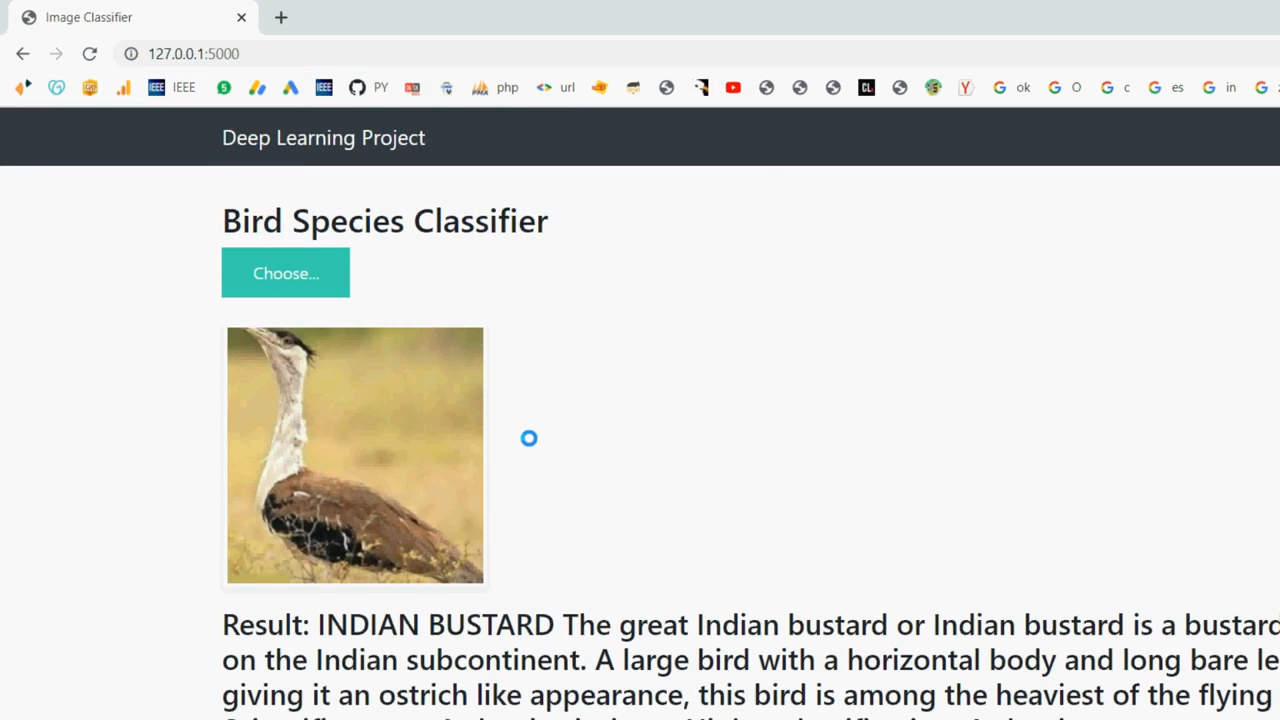 Image Classifier
127.0.0.1:5000
IEEE PY php url ok O c es in
Deep Learning Project
Bird Species Classifier
Choose...
Result: INDIAN BUSTARD The great Indian bustard or Indian bustard is a bustard
on the Indian subcontinent. A large bird with a horizontal body and long bare le
giving it an ostrich like appearance, this bird is among the heaviest of the flying